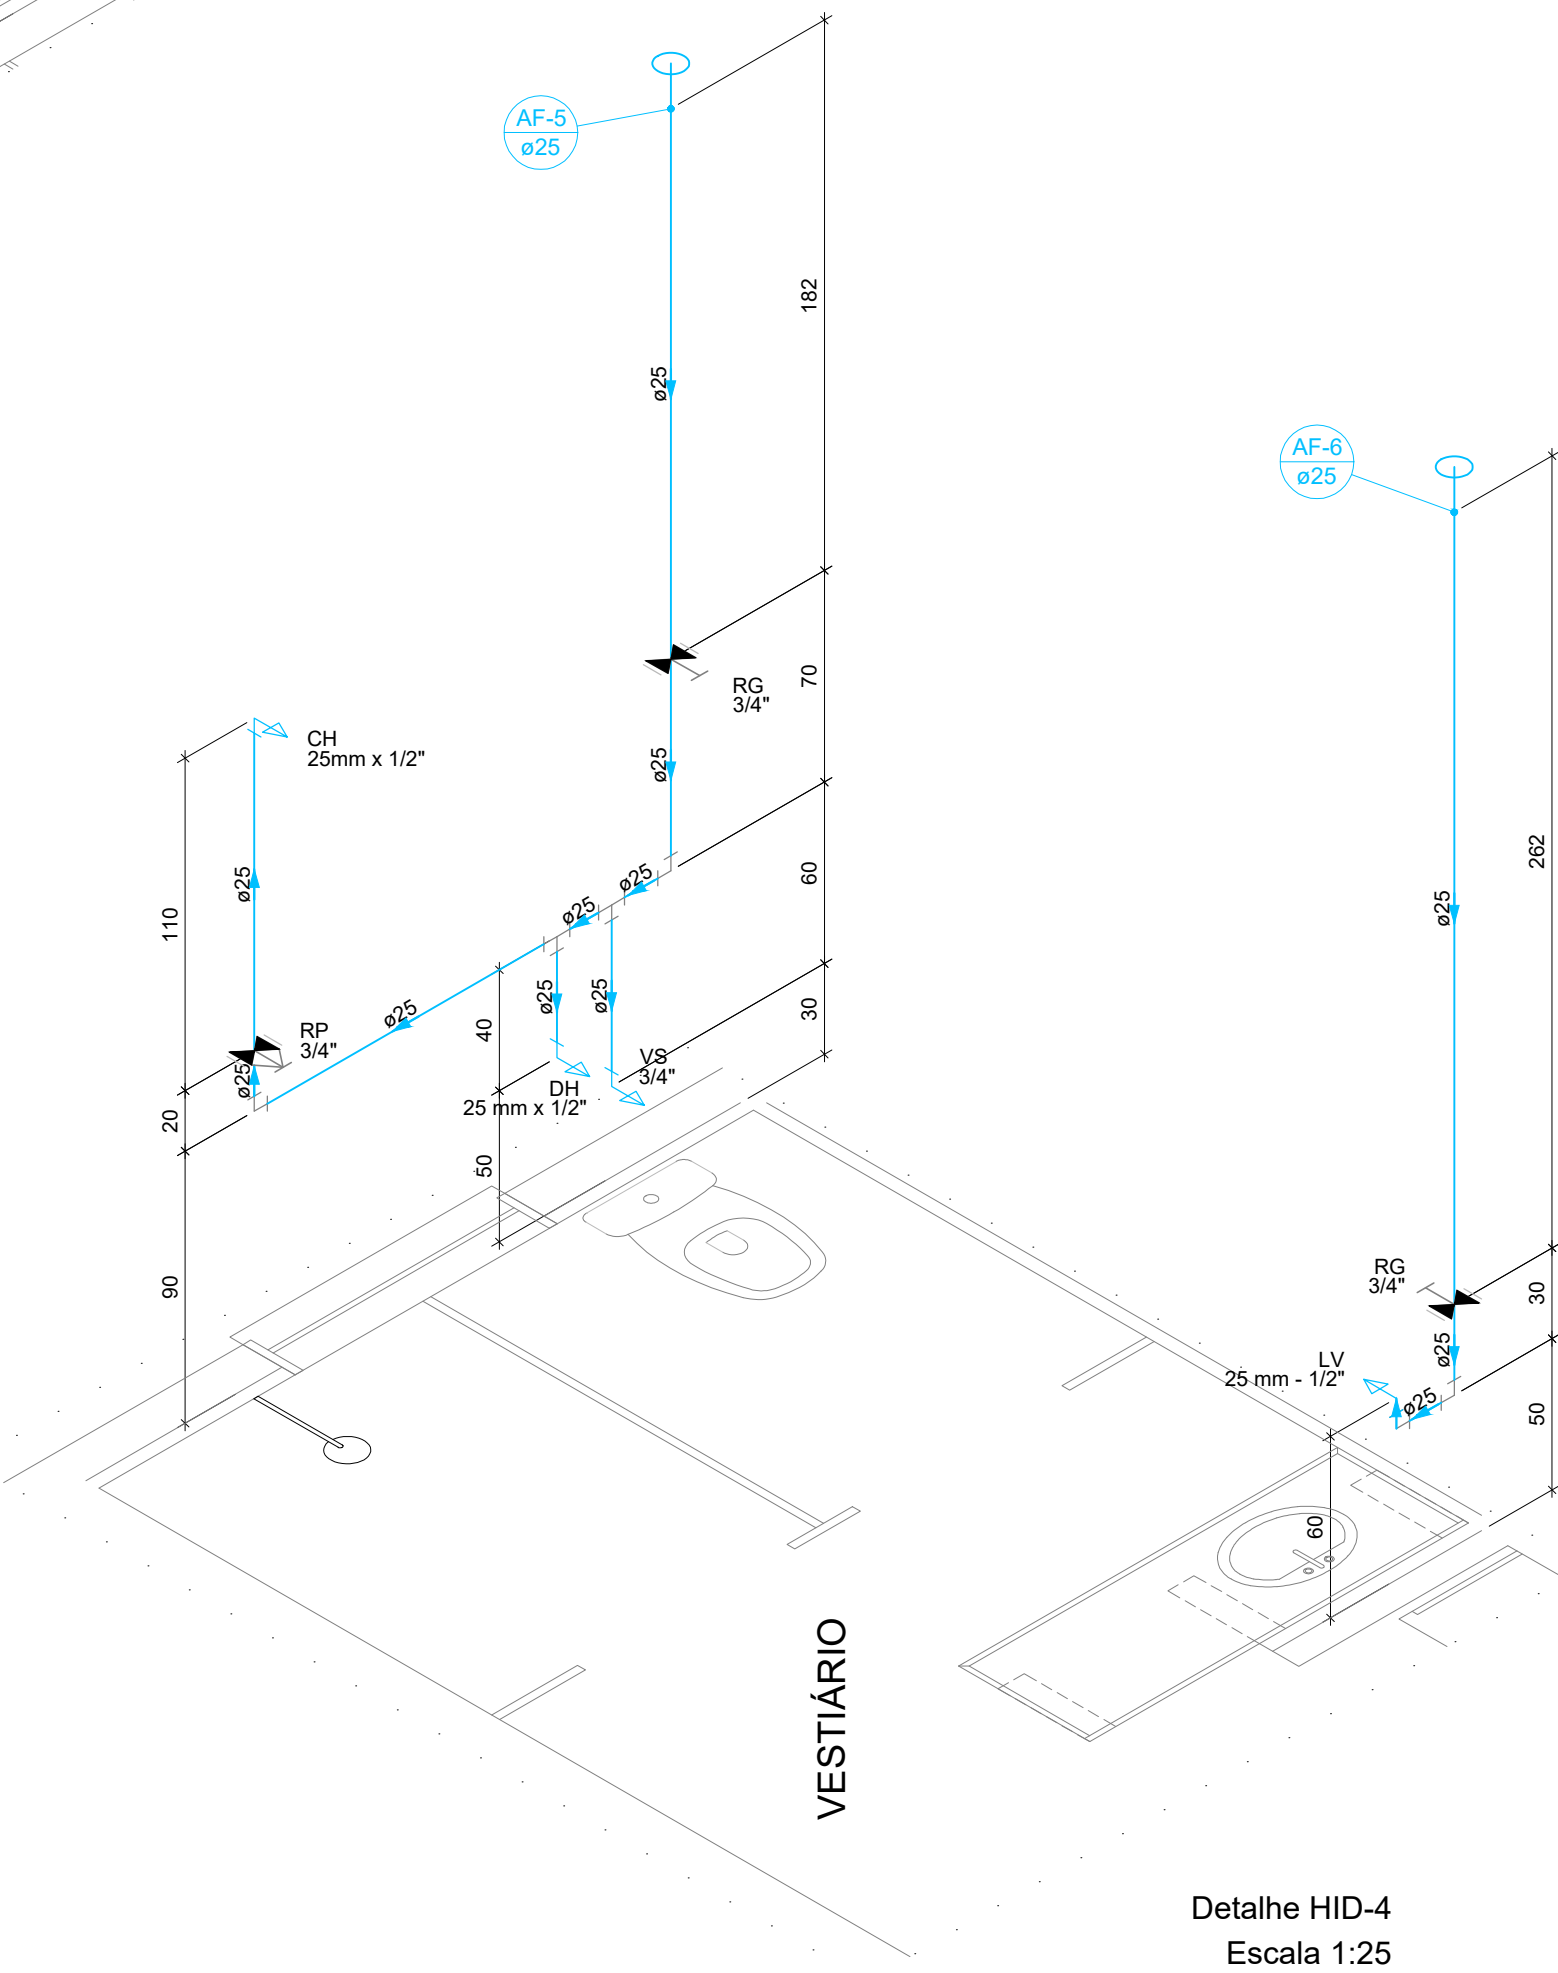 AF-5
ø25
182
ø25
AF-6
ø25
RG
3/4"
70
CH
25mm x 1/2"
ø25
262
ø25
ø25
60
ø25
ø25
110
ø25
ø25
ø25
40
30
RP
3/4"
VS
3/4"
ø25
DH
25 mm x 1/2"
20
50
90
RG
3/4"
30
ø25
LV
25 mm - 1/2"
ø25
50
60
VESTIÁRIO
Detalhe HID-4
Escala 1:25